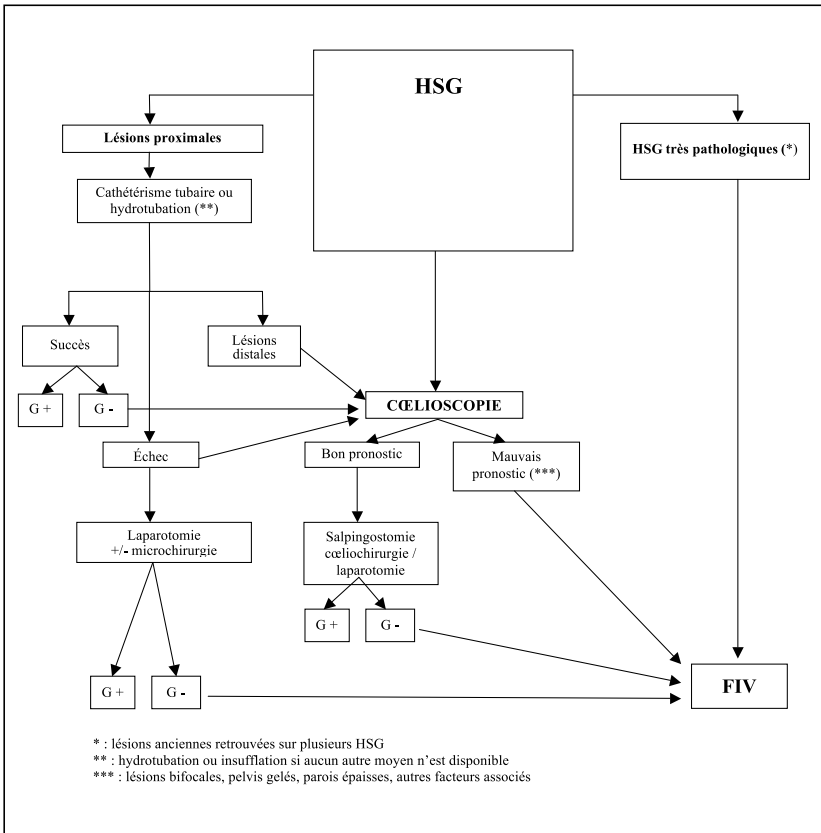 HSG
Lésions proximales
HSG très pathologiques (*)
Cathétérisme tubaire ou
hydrotubation (**)
Succès
Lésions
distales
G +
G -
CŒLIOSCOPIE
Échec
Bon pronostic
Mauvais
pronostic (***)
Laparotomie
+/- microchirurgie
Salpingostomie
cœliochirurgie /
laparotomie
G +
G -
G +
G -
FIV
* : lésions anciennes retrouvées sur plusieurs HSG
** : hydrotubation ou insufflation si aucun autre moyen n'est disponible
*** : lésions bifocales, pelvis gelés, parois épaisses, autres facteurs associés